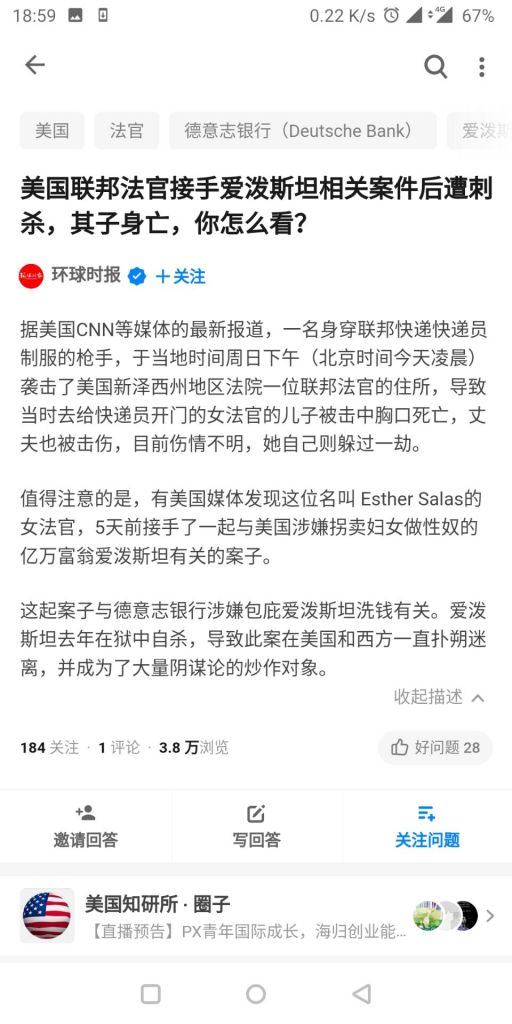 18:59
0.22 K/s 4G 67%
美国 法官 德意志银行（Deutsche Bank） 爱泼斯
美国联邦法官接手爱泼斯坦相关案件后遭刺
杀，其子身亡，你怎么看？
环球时报 +关注
据美国CNN等媒体的最新报道，一名身穿联邦快递快递员
制服的枪手，于当地时间周日下午（北京时间今天凌晨）
袭击了美国新泽西州地区法院一位联邦法官的住所，导致
当时去给快递员开门的女法官的儿子被击中胸口死亡，丈
夫也被击伤，目前伤情不明，她自己则躲过一劫。
值得注意的是，有美国媒体发现这位名叫 Esther Salas的
女法官，5天前接手了一起与美国涉嫌拐卖妇女做性奴的
亿万富翁爱泼斯坦有关的案子。
这起案子与德意志银行涉嫌包庇爱泼斯坦洗钱有关。爱泼
斯坦去年在狱中自杀，导致此案在美国和西方一直扑朔迷
离，并成为了大量阴谋论的炒作对象。
收起描述
184 关注 · 1 评论 · 3.8 万浏览
好问题 28
邀请回答 写回答 关注问题
美国知研所 · 圈子
【直播预告】PX青年国际成长，海归创业能...